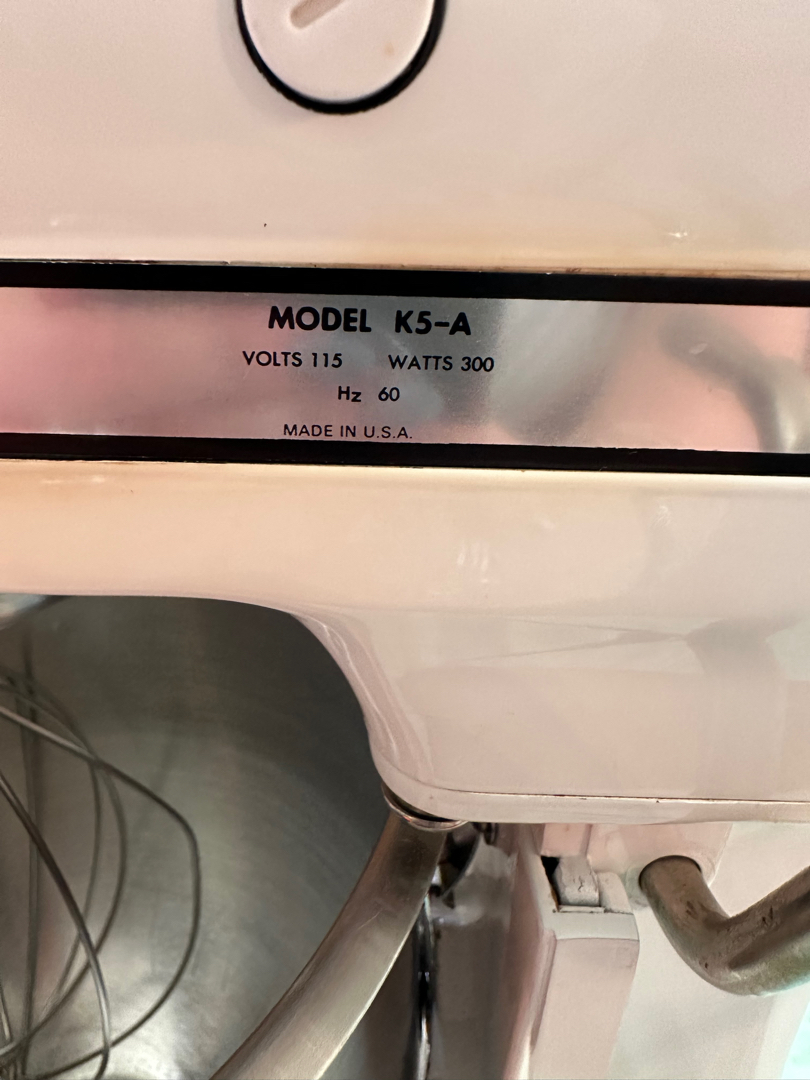 MODEL K5-A
VOLTS 115 WATTS 300
Hz 60
MADE IN U.S.A.